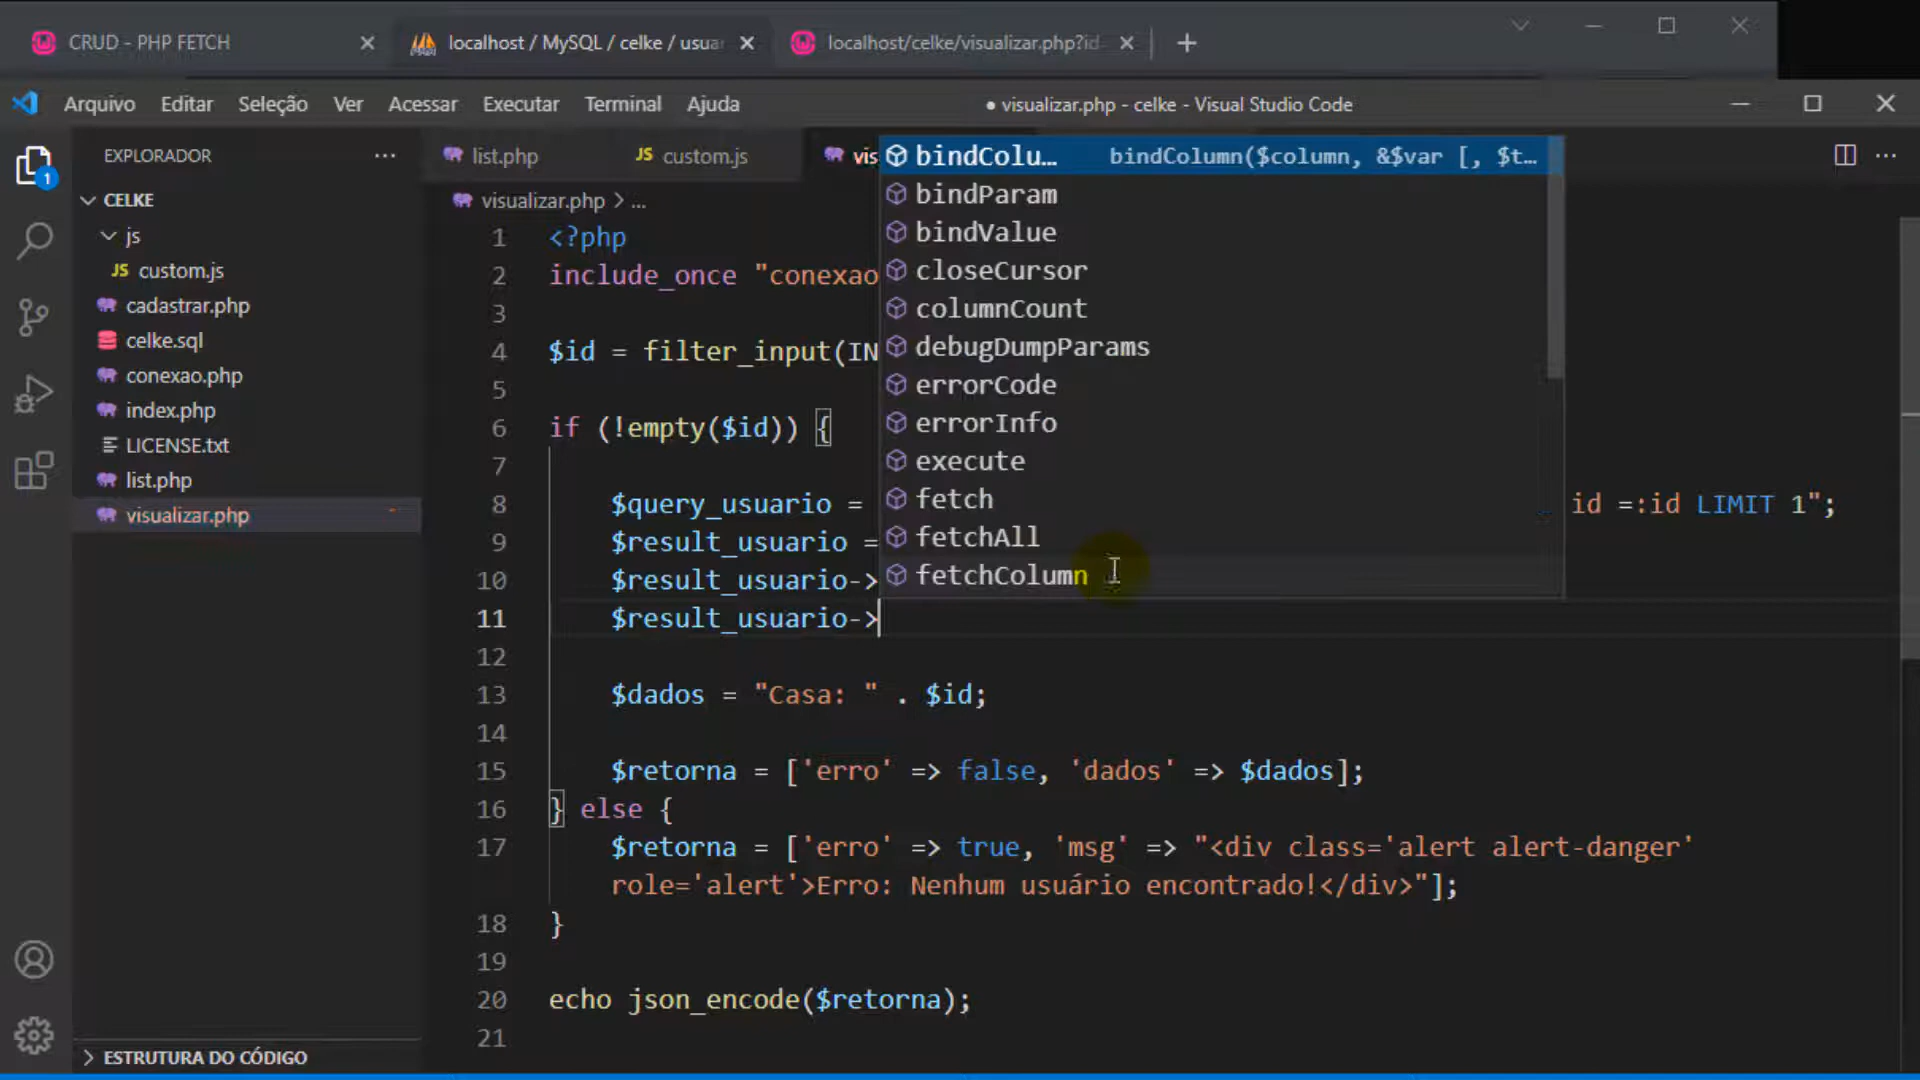 CRUD - PHP FETCH
localhost / MySQL / celke / usua
localhost/celke/visualizar.php?id
Arquivo Editar Seleção Ver Acessar Executar Terminal Ajuda
● visualizar.php - celke - Visual Studio Code
EXPLORADOR
1
CELKE
js
JS custom.js
cadastrar.php
celke.sql
conexao.php
index.php
LICENSE.txt
list.php
visualizar.php
ESTRUTURA DO CÓDIGO
list.php
JS custom.js
vis
visualizar.php > ...
1 <?php
2 include_once "conexao
3
4 $id = filter_input(IN
5
6 if (!empty($id)) {
7
8 $query_usuario = id =:id LIMIT 1";
9 $result_usuario =
10 $result_usuario->
11 $result_usuario->
12
13 $dados = "Casa: " . $id;
14
15 $retorna = ['erro' => false, 'dados' => $dados];
16 } else {
17 $retorna = ['erro' => true, 'msg' => "<div class='alert alert-danger'
role='alert'>Erro: Nenhum usuário encontrado!</div>"];
18 }
19
20 echo json_encode($retorna);
21
bindColu... bindColumn($column, &$var [, $t...
bindParam
bindValue
closeCursor
columnCount
debugDumpParams
errorCode
errorInfo
execute
fetch
fetchAll
fetchColumn